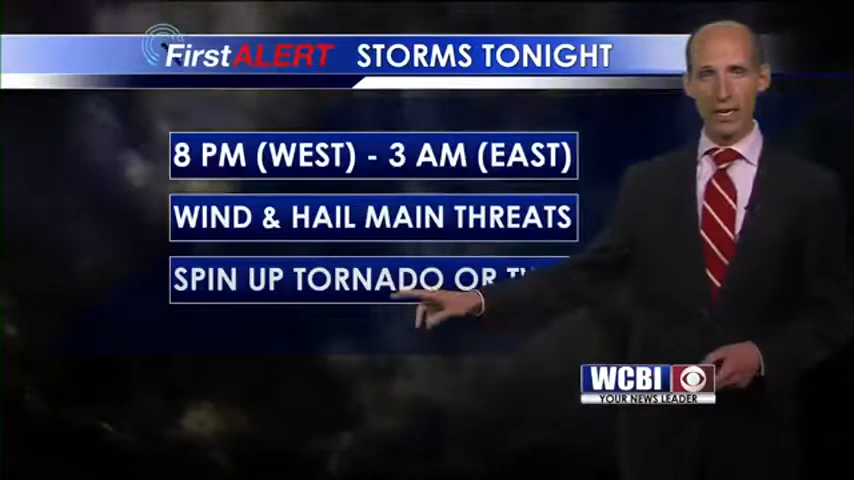 FirstALERT STORMS TONIGHT
8 PM (WEST) - 3 AM (EAST)
WIND & HAIL MAIN THREATS
SPIN UP TORNADO OR
WCBI
YOUR NEWS LEADER